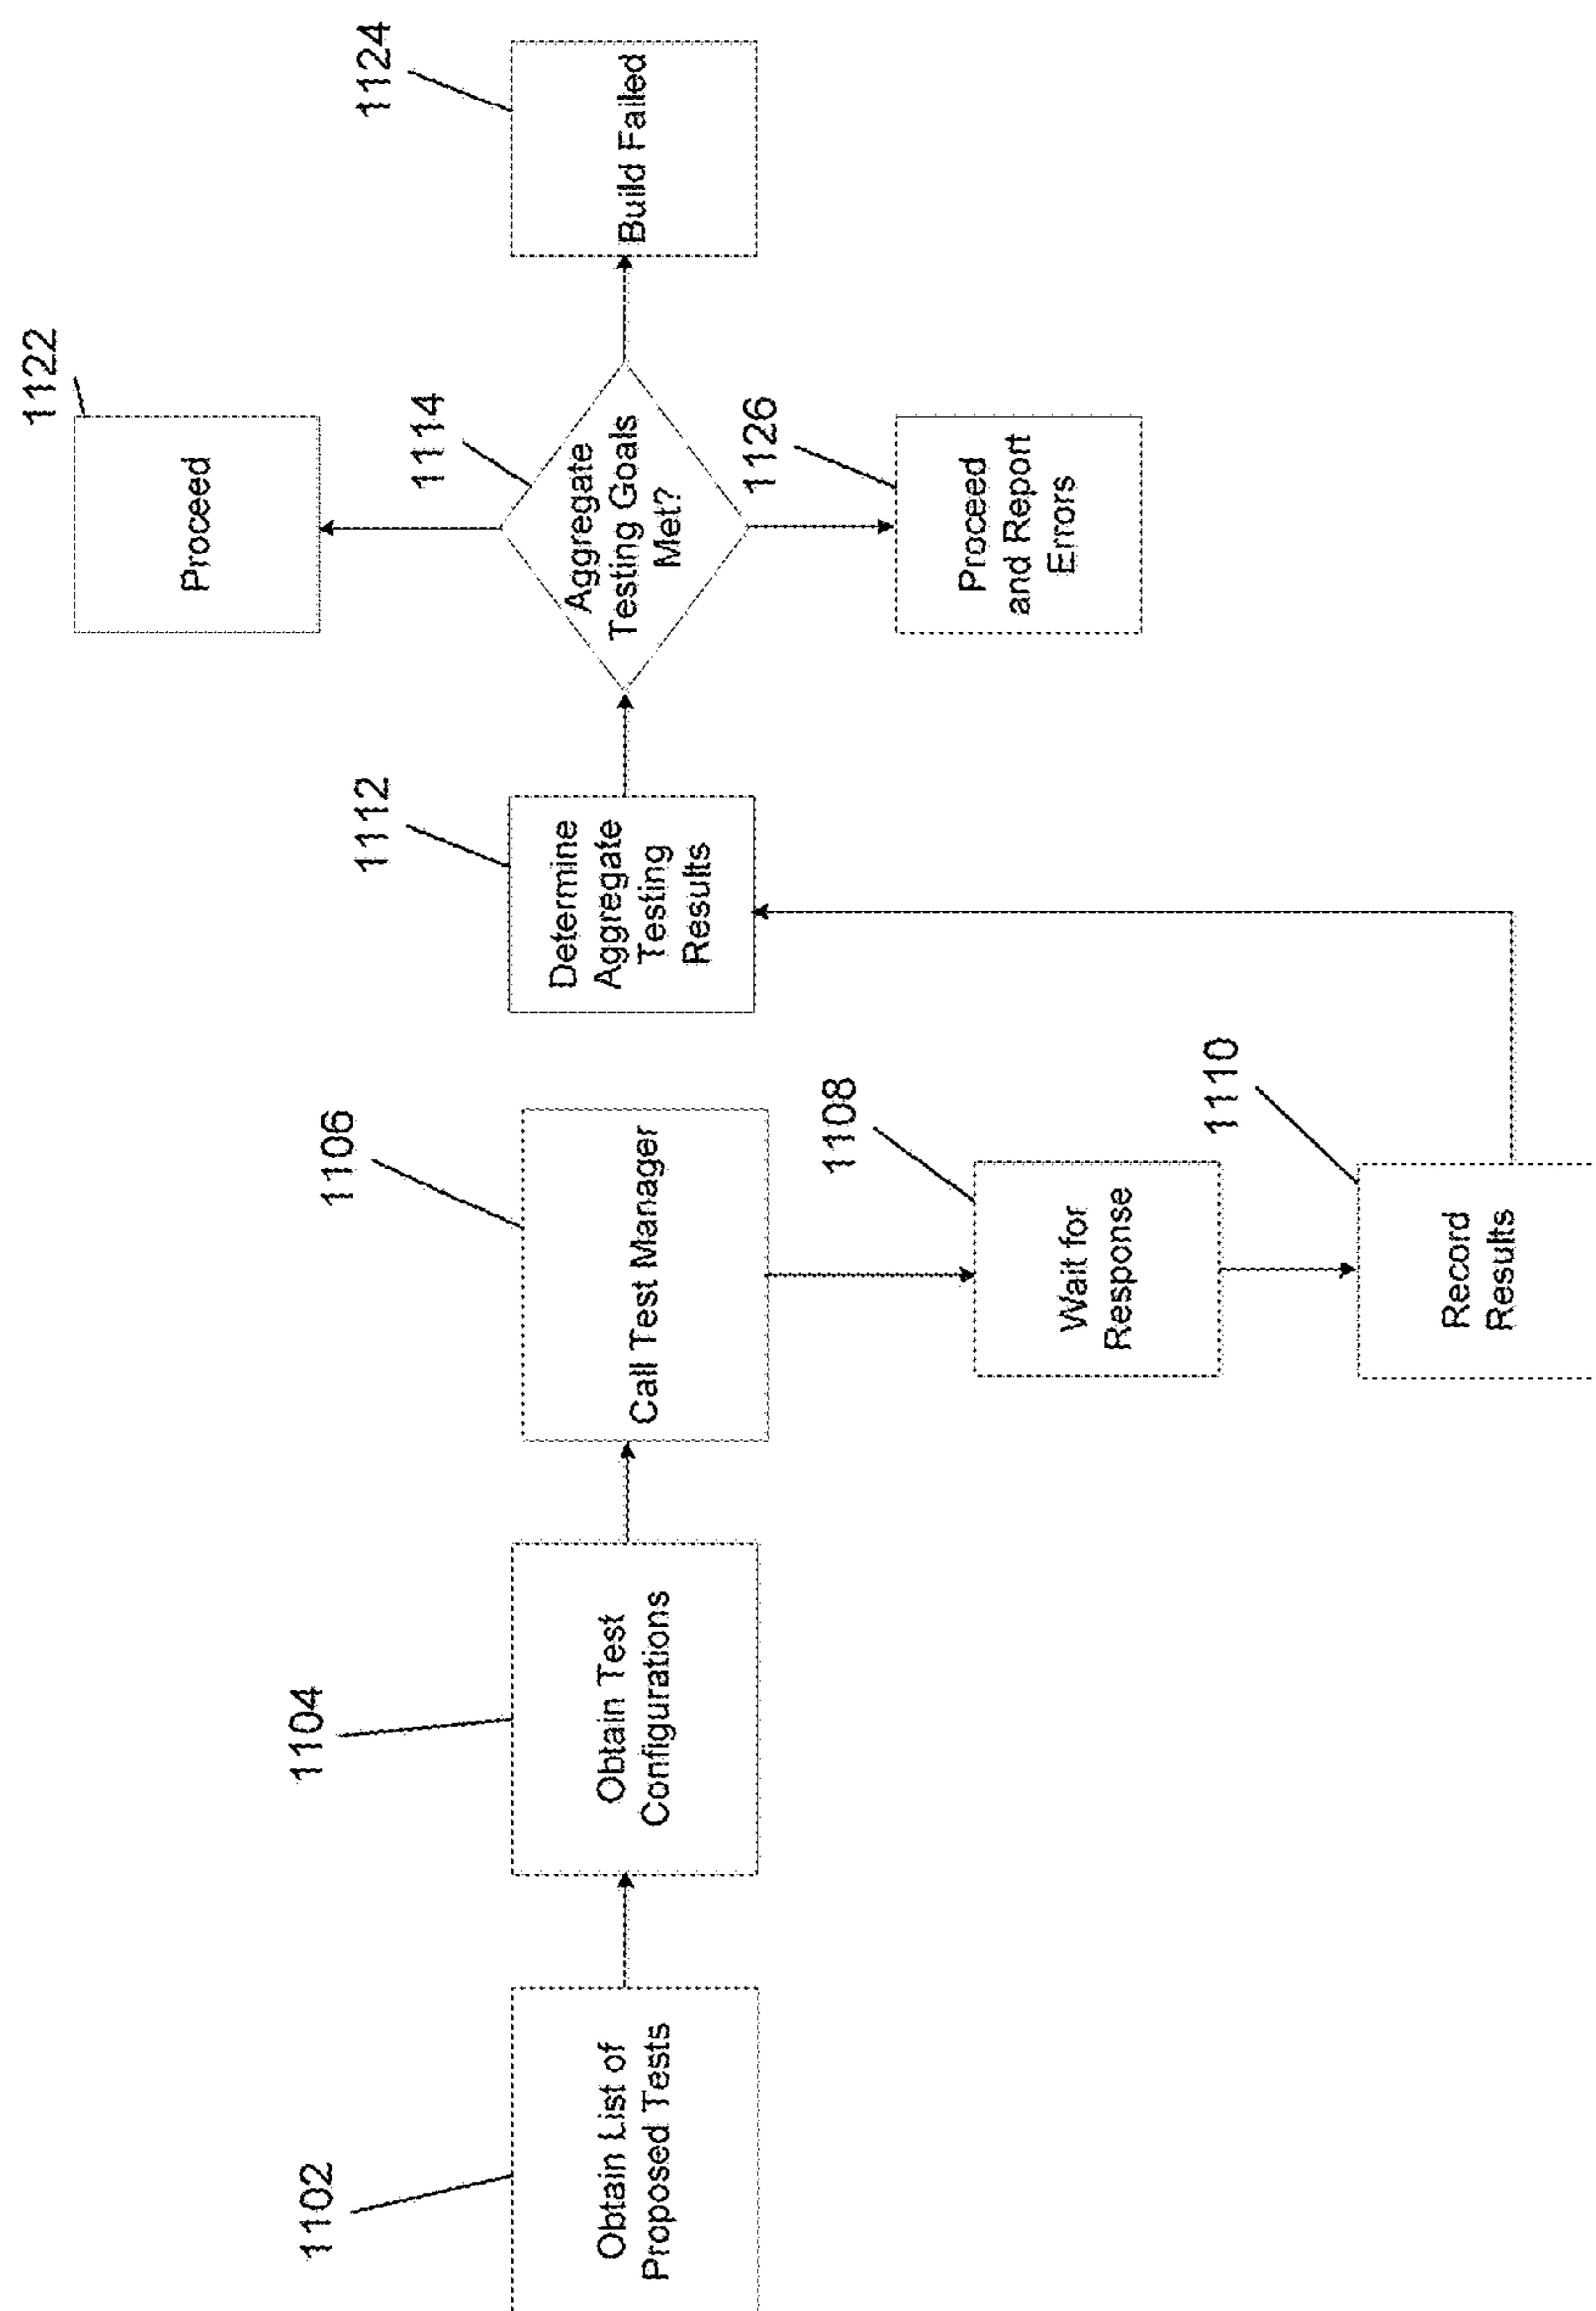 1102
Obtain List of
Proposed Tests
1104
Obtain Test
Configurations
1106
Call Test Manager
1108
Wait for
Response
1110
Record
Results
1112
Determine
Aggregate
Testing
Results
1114
Aggregate
Testing Goals
Met?
1122
Proceed
1124
Build Failed
1126
Proceed
and Report
Errors